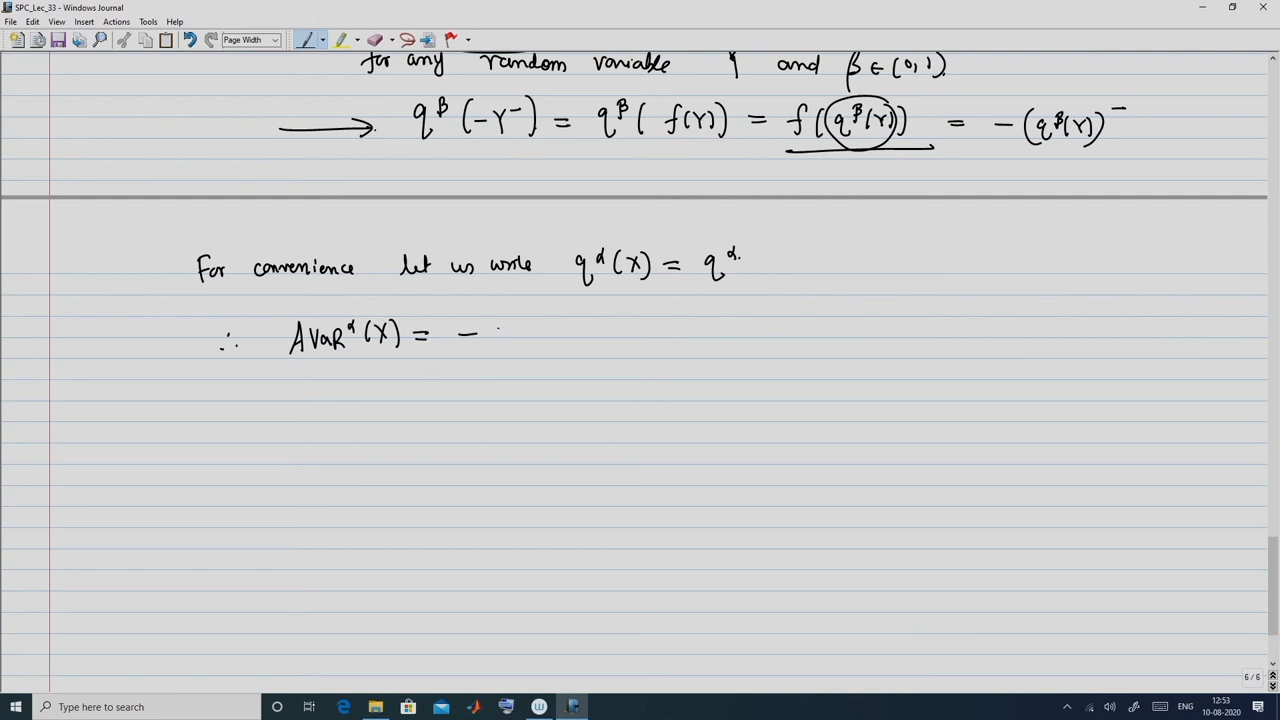 SPC_Lec_33 - Windows Journal
File Edit View Insert Actions Tools Help
Page Width
for any random variable Y and β ∈ (0, 1).
→ q^β (-Y⁻) = q^β ( f(Y) ) = f( (q^β(Y)) ) = - (q^β(Y))⁻
For convenience let us write q^α (X) = q^α.
∴ AVaR^α (X) = -
6 / 6
Type here to search
12:53
10-08-2020